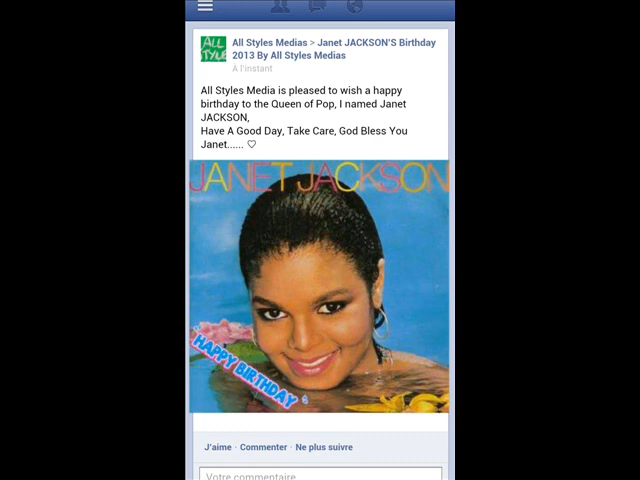 ALL
STYLE
All Styles Medias > Janet JACKSON'S Birthday
2013 By All Styles Medias
À l'instant
All Styles Media is pleased to wish a happy
birthday to the Queen of Pop, I named Janet
JACKSON,
Have A Good Day, Take Care, God Bless You
Janet...... ♡
JANET JACKSON
HAPPY BIRTHDAY
J'aime · Commenter · Ne plus suivre
Votre commentaire